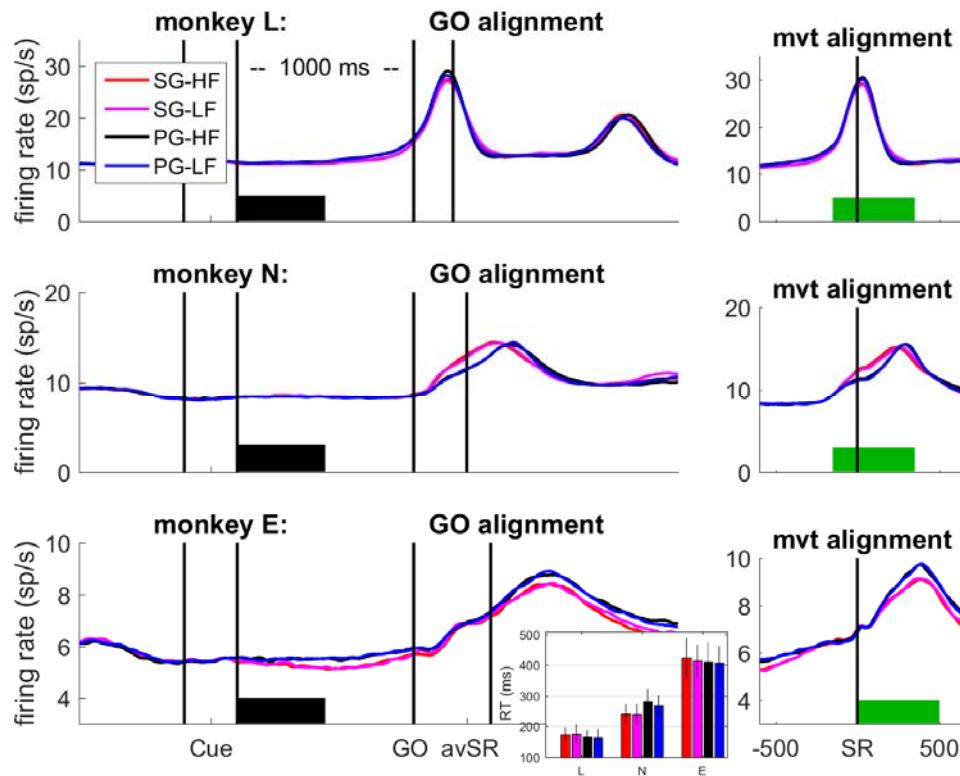 monkey L:
GO alignment
mvt alignment
firing rate (sp/s)
30
20
10
0
SG-HF
SG-LF
PG-HF
PG-LF
-- 1000 ms --
30
20
10
0
monkey N:
GO alignment
mvt alignment
firing rate (sp/s)
20
10
0
20
10
0
monkey E:
GO alignment
mvt alignment
firing rate (sp/s)
10
8
6
4
10
8
6
4
RT (ms)
500
400
300
200
100
L N E
Cue GO avSR
-500 SR 500